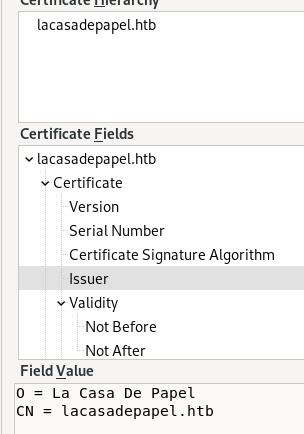 Certificate Hierarchy
lacasadepapel.htb
Certificate Fields
lacasadepapel.htb
Certificate
Version
Serial Number
Certificate Signature Algorithm
Issuer
Validity
Not Before
Not After
Field Value
O = La Casa De Papel
CN = lacasadepapel.htb